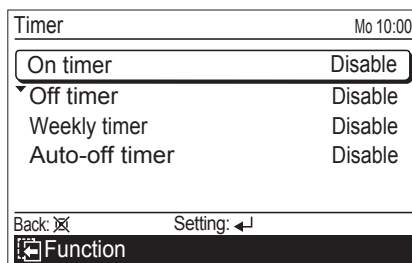 Timer Mo 10:00
On timer Disable
Off timer Disable
Weekly timer Disable
Auto-off timer Disable
Back: Setting:
Function